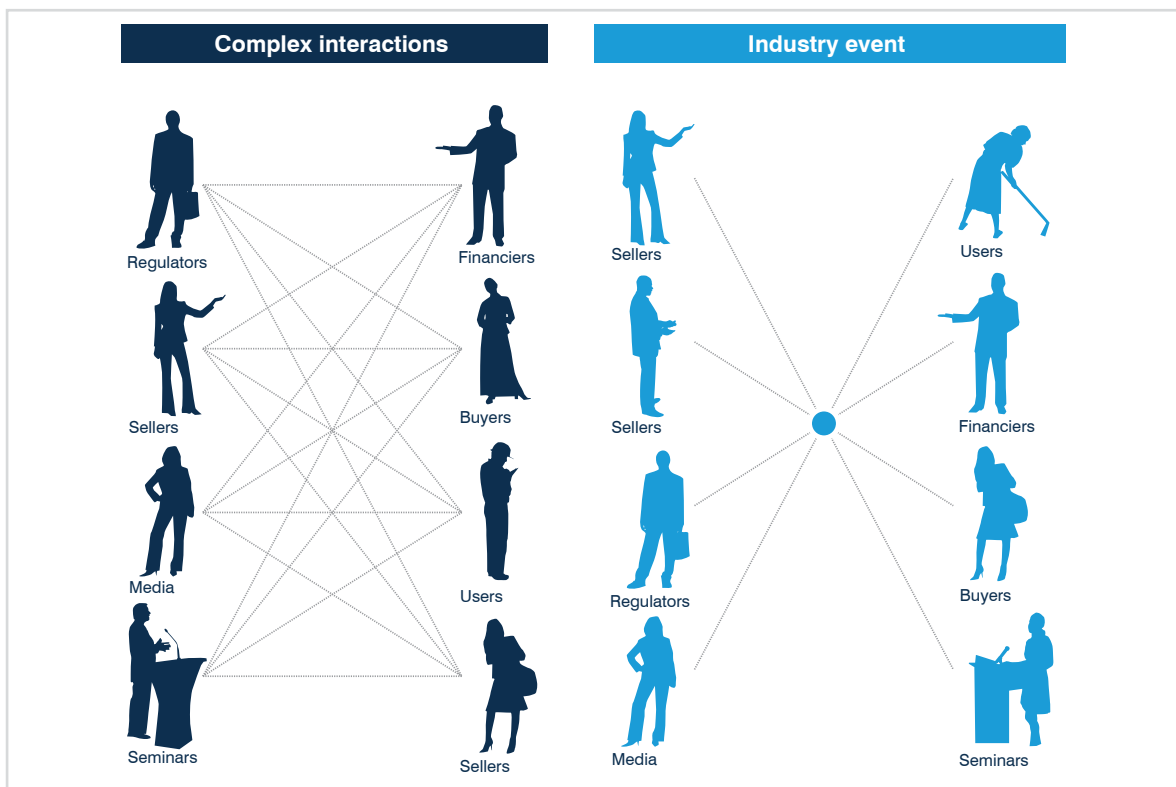 Complex interactions
Regulators
Financiers
Sellers
Buyers
Media
Users
Seminars
Sellers
Industry event
Sellers
Users
Sellers
Financiers
Regulators
Buyers
Media
Seminars